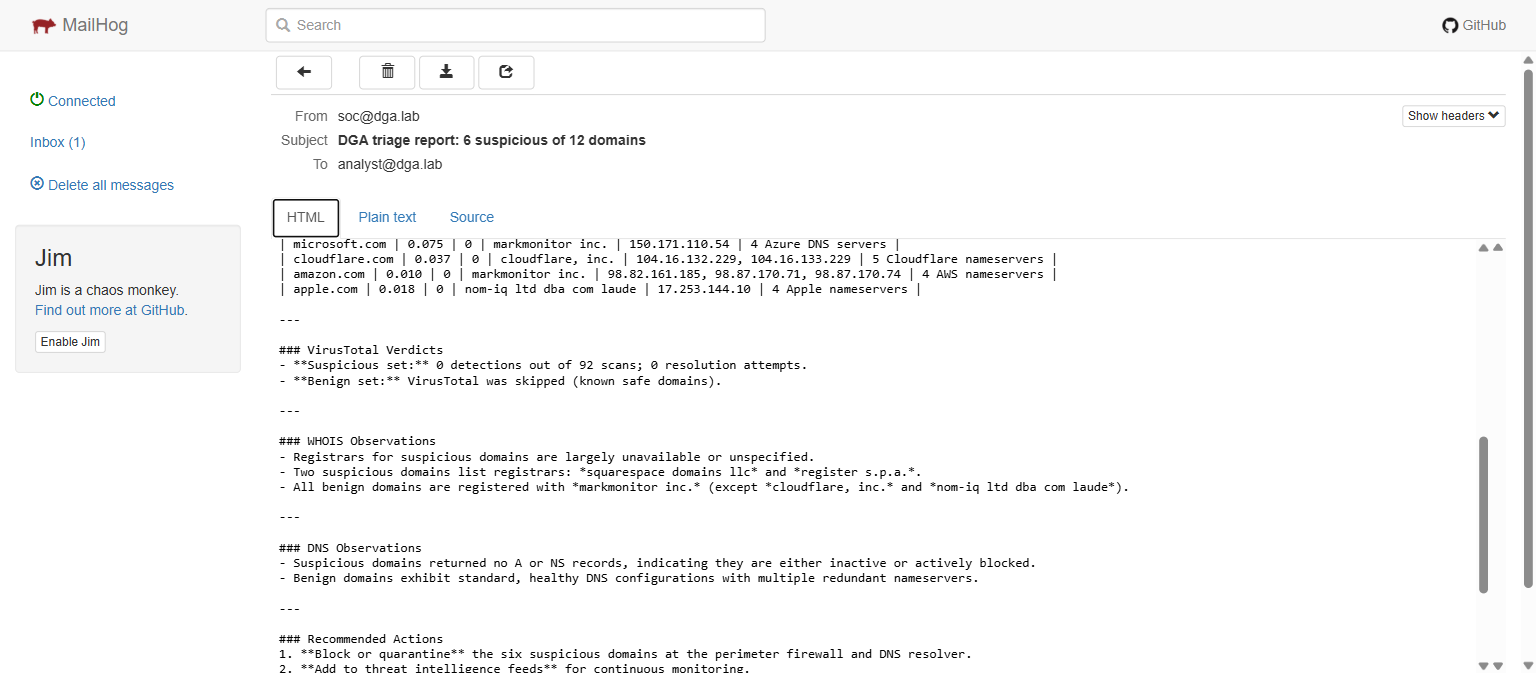 MailHog
Search
GitHub
Connected
Inbox (1)
Delete all messages
Jim
Jim is a chaos monkey.
Find out more at GitHub.
Enable Jim
From soc@dga.lab
Show headers
Subject DGA triage report: 6 suspicious of 12 domains
To analyst@dga.lab
HTML Plain text Source
| microsoft.com | 0.075 | 0 | markmonitor inc. | 150.171.110.54 | 4 Azure DNS servers |
| cloudflare.com | 0.037 | 0 | cloudflare, inc. | 104.16.132.229, 104.16.133.229 | 5 Cloudflare nameservers |
| amazon.com | 0.010 | 0 | markmonitor inc. | 98.82.161.185, 98.87.170.71, 98.87.170.74 | 4 AWS nameservers |
| apple.com | 0.018 | 0 | nom-iq ltd dba com laude | 17.253.144.10 | 4 Apple nameservers |
---
### VirusTotal Verdicts
- **Suspicious set:** 0 detections out of 92 scans; 0 resolution attempts.
- **Benign set:** VirusTotal was skipped (known safe domains).
---
### WHOIS Observations
- Registrars for suspicious domains are largely unavailable or unspecified.
- Two suspicious domains list registrars: *squarespace domains llc* and *register s.p.a.*.
- All benign domains are registered with *markmonitor inc.* (except *cloudflare, inc.* and *nom-iq ltd dba com laude*).
---
### DNS Observations
- Suspicious domains returned no A or NS records, indicating they are either inactive or actively blocked.
- Benign domains exhibit standard, healthy DNS configurations with multiple redundant nameservers.
---
### Recommended Actions
1. **Block or quarantine** the six suspicious domains at the perimeter firewall and DNS resolver.
2. **Add to threat intelligence feeds** for continuous monitoring.